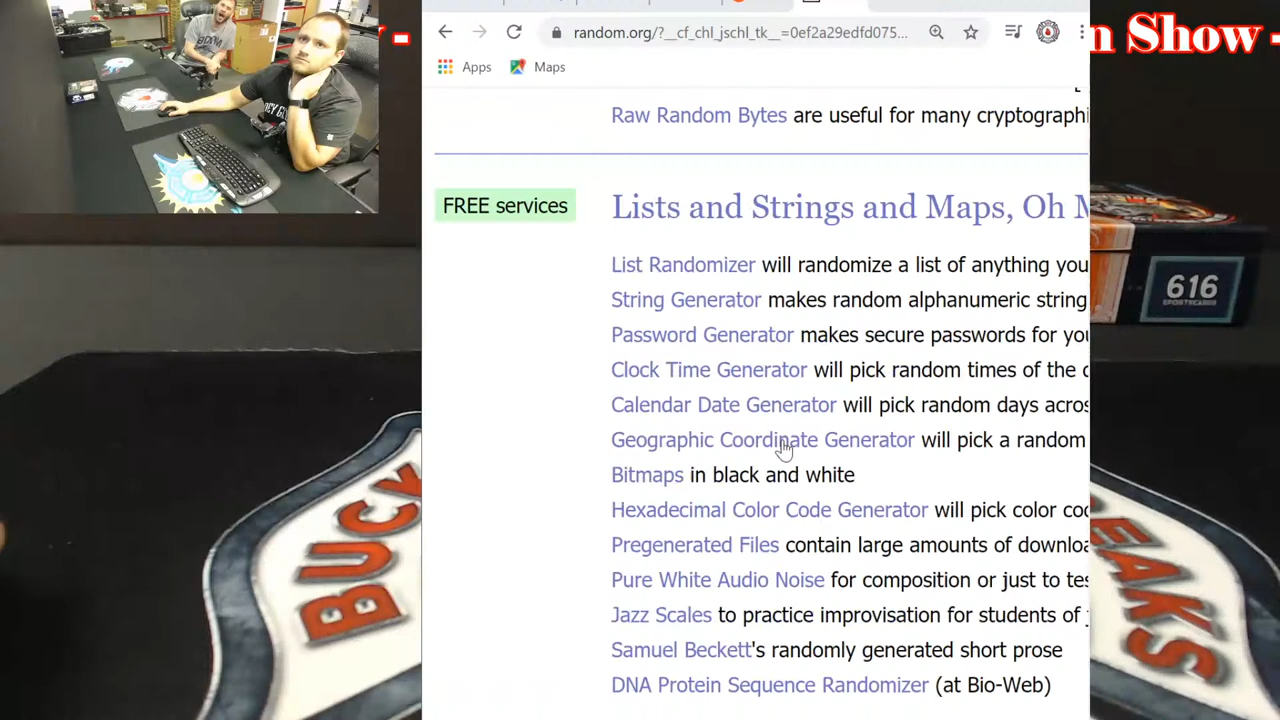 n Show -
random.org/?__cf_chl_jschl_tk__=0ef2a29edfd075...
Apps
Maps
Raw Random Bytes are useful for many cryptographi
FREE services
Lists and Strings and Maps, Oh M
List Randomizer will randomize a list of anything you
String Generator makes random alphanumeric string
Password Generator makes secure passwords for you
Clock Time Generator will pick random times of the d
Calendar Date Generator will pick random days acros
Geographic Coordinate Generator will pick a random
Bitmaps in black and white
Hexadecimal Color Code Generator will pick color coc
Pregenerated Files contain large amounts of downloa
Pure White Audio Noise for composition or just to tes
Jazz Scales to practice improvisation for students of j
Samuel Beckett's randomly generated short prose
DNA Protein Sequence Randomizer (at Bio-Web)
616
SPORTSCARDS
BUCK
EAKS